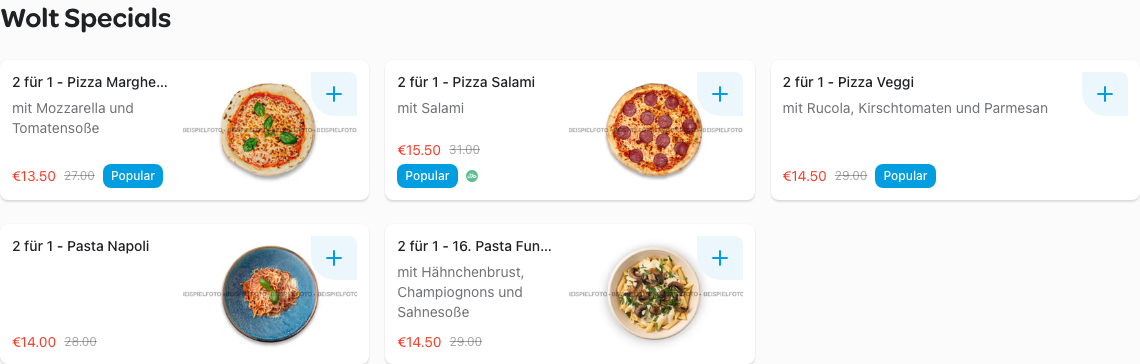 Wolt Specials
2 für 1 - Pizza Marghe...
mit Mozzarella und
Tomatensoße
BEISPIELFOTO - BEISPIELFOTO - BEISPIELFOTO
€13.50 27.00 Popular
2 für 1 - Pizza Salami
mit Salami
BEISPIELFOTO - BEISPIELFOTO - BEISPIELFOTO
€15.50 31.00
Popular
2 für 1 - Pizza Veggi
mit Rucola, Kirschtomaten und Parmesan
€14.50 29.00 Popular
2 für 1 - Pasta Napoli
BEISPIELFOTO - BEISPIELFOTO - BEISPIELFOTO
€14.00 28.00
2 für 1 - 16. Pasta Fun...
mit Hähnchenbrust,
Champiognons und
Sahnesoße
BEISPIELFOTO - BEISPIELFOTO - BEISPIELFOTO
€14.50 29.00